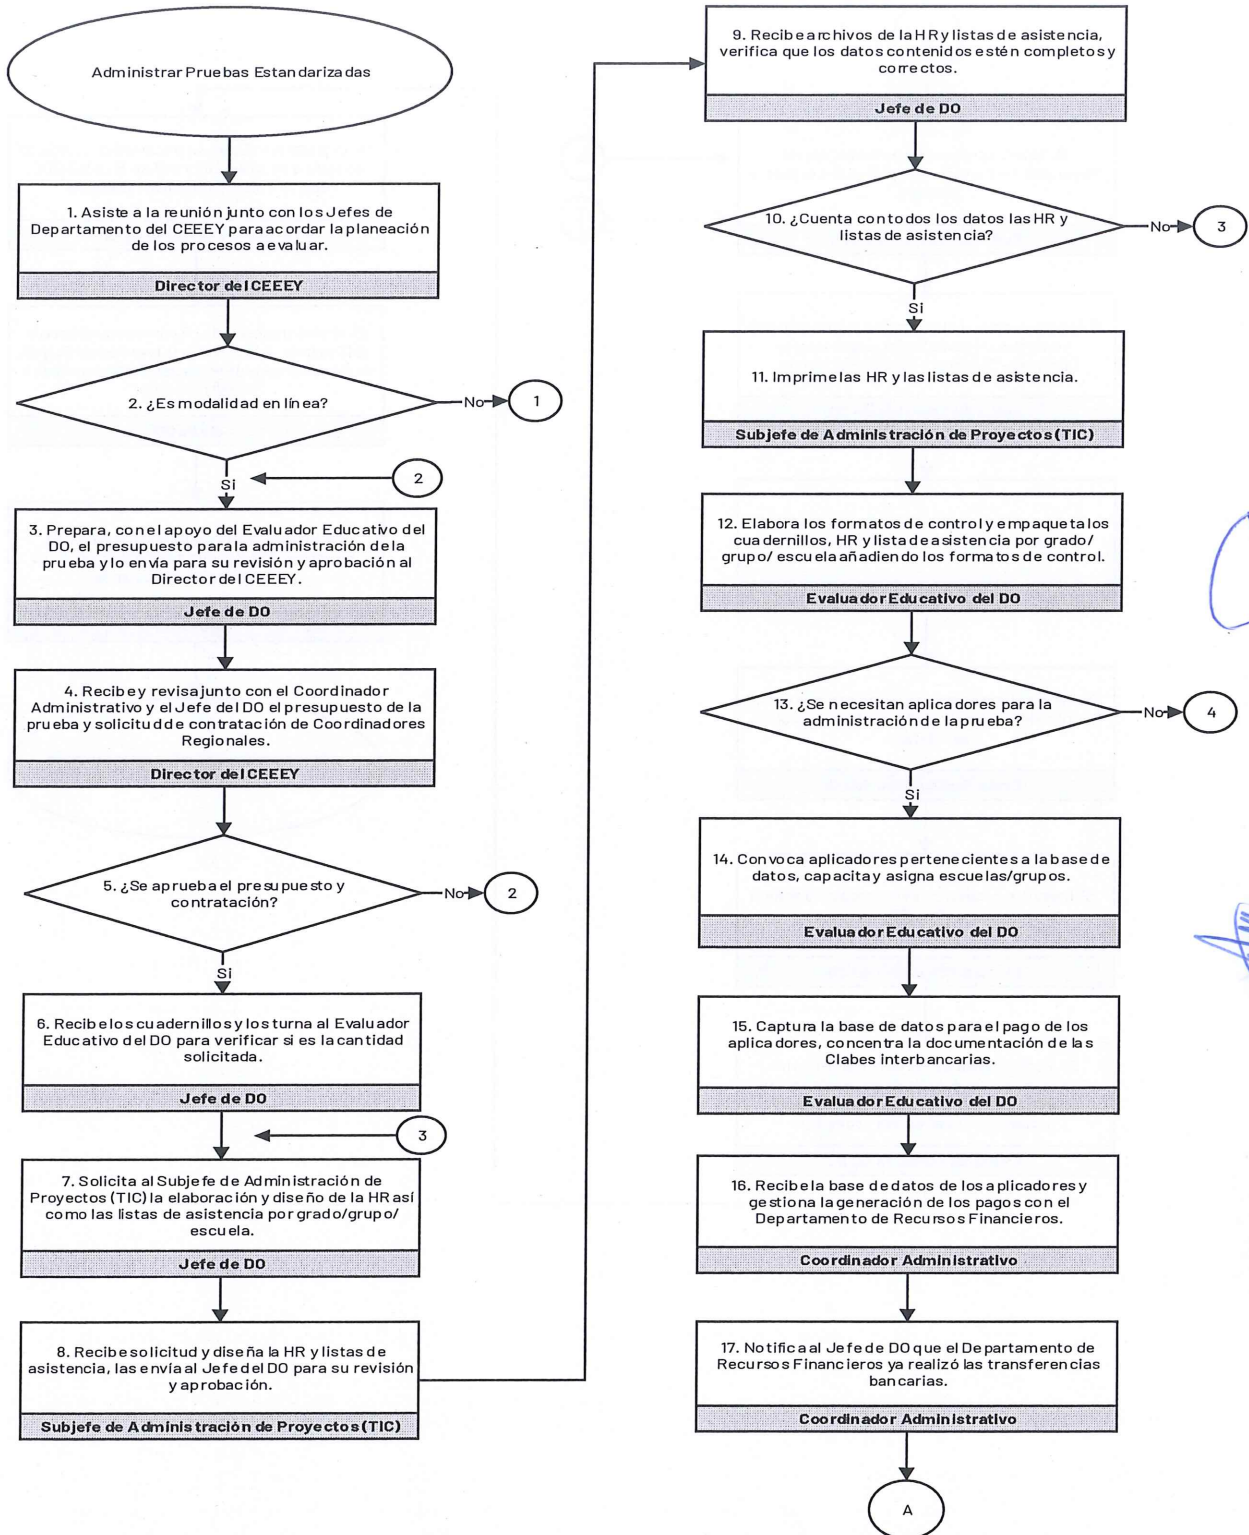 Administrar Pruebas Estandarizadas
1. Asiste a la reunión junto con los Jefes de
Departamento del CEEEY para acordar la planeación
de los procesos a evaluar.
Director del CEEEY
2. ¿Es modalidad en línea?
No
1
Si
2
3. Prepara, con el apoyo del Evaluador Educativo del
DO, el presupuesto para la administración de la
prueba y lo envía para su revisión y aprobación al
Director del CEEEY.
Jefe de DO
4. Recibe y revisa junto con el Coordinador
Administrativo y el Jefe del DO el presupuesto de la
prueba y solicitud de contratación de Coordinadores
Regionales.
Director del CEEEY
5. ¿Se aprueba el presupuesto y
contratación?
No
2
Si
6. Recibe los cuadernillos y los turna al Evaluador
Educativo del DO para verificar si es la cantidad
solicitada.
Jefe de DO
3
7. Solicita al Subjefe de Administración de
Proyectos (TIC) la elaboración y diseño de la HR así
como las listas de asistencia por grado/grupo/
escuela.
Jefe de DO
8. Recibe solicitud y diseña la HR y listas de
asistencia, las envía al Jefe del DO para su revisión
y aprobación.
Subjefe de Administración de Proyectos (TIC)
9. Recibe archivos de la HR y listas de asistencia,
verifica que los datos contenidos estén completos y
correctos.
Jefe de DO
10. ¿Cuenta con todos los datos las HR y
listas de asistencia?
No
3
Si
11. Imprime las HR y las listas de asistencia.
Subjefe de Administración de Proyectos (TIC)
12. Elabora los formatos de control y empaqueta los
cuadernillos, HR y lista de asistencia por grado/
grupo/ escuela añadiendo los formatos de control.
Evaluador Educativo del DO
13. ¿Se necesitan aplicadores para la
administración de la prueba?
No
4
Si
14. Convoca aplicadores pertenecientes a la base de
datos, capacita y asigna escuelas/grupos.
Evaluador Educativo del DO
15. Captura la base de datos para el pago de los
aplicadores, concentra la documentación de las
Clabes interbancarias.
Evaluador Educativo del DO
16. Recibe la base de datos de los aplicadores y
gestiona la generación de los pagos con el
Departamento de Recursos Financieros.
Coordinador Administrativo
17. Notifica al Jefe de DO que el Departamento de
Recursos Financieros ya realizó las transferencias
bancarias.
Coordinador Administrativo
A